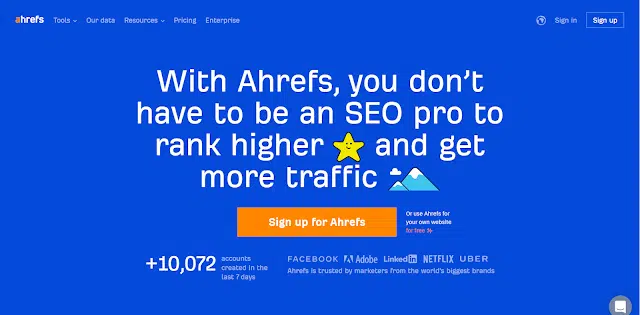 ahrefs Tools Our data Resources Pricing Enterprise Sign in Sign up
With Ahrefs, you don't
have to be an SEO pro to
rank higher and get
more traffic
Sign up for Ahrefs
Or use Ahrefs for
your own website
for free
+10,072
accounts
created in the
last 7 days
FACEBOOK Adobe LinkedIn NETFLIX UBER
Ahrefs is trusted by marketers from the world's biggest brands